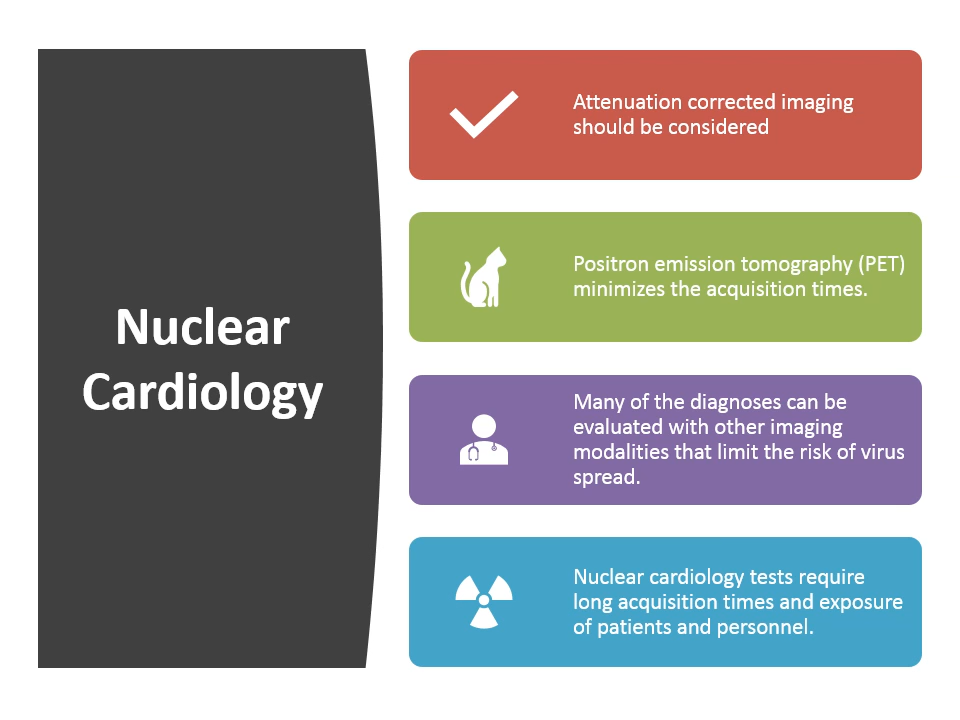 Nuclear
Cardiology
Attenuation corrected imaging
should be considered
Positron emission tomography (PET)
minimizes the acquisition times.
Many of the diagnoses can be
evaluated with other imaging
modalities that limit the risk of virus
spread.
Nuclear cardiology tests require
long acquisition times and exposure
of patients and personnel.